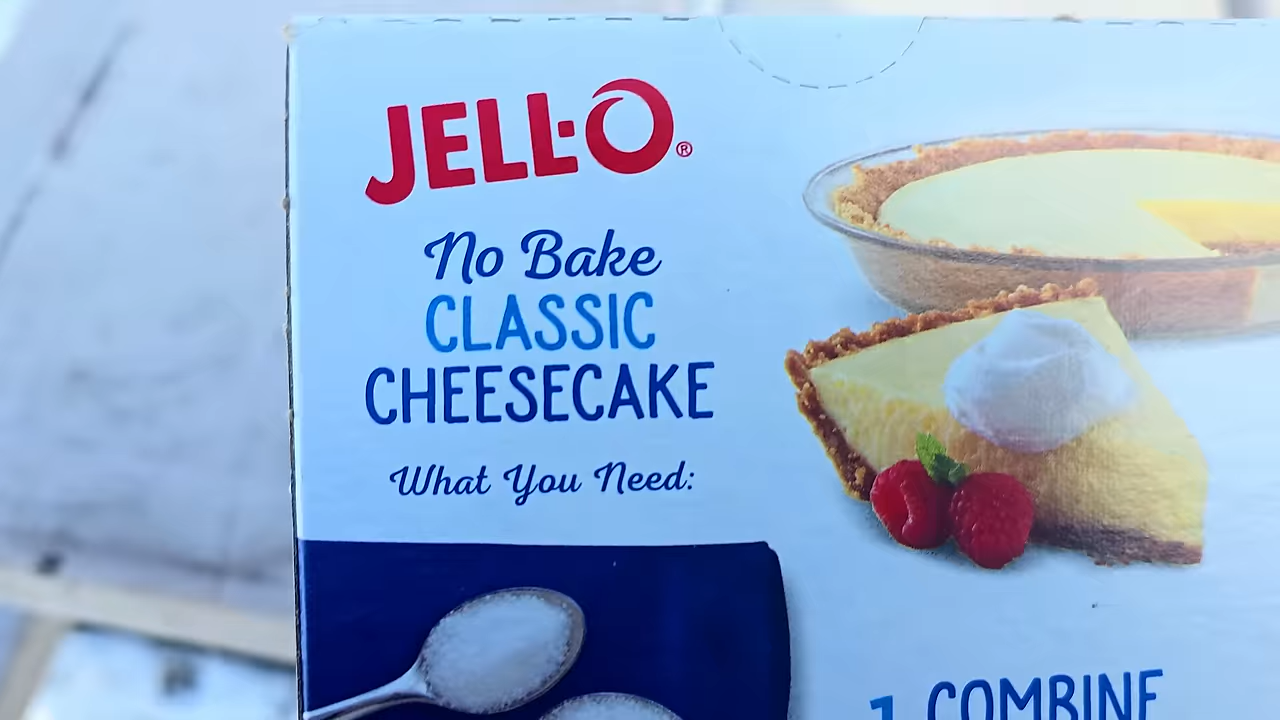 JELL-O®
No Bake
CLASSIC
CHEESECAKE
What You Need:
1 COMBINE